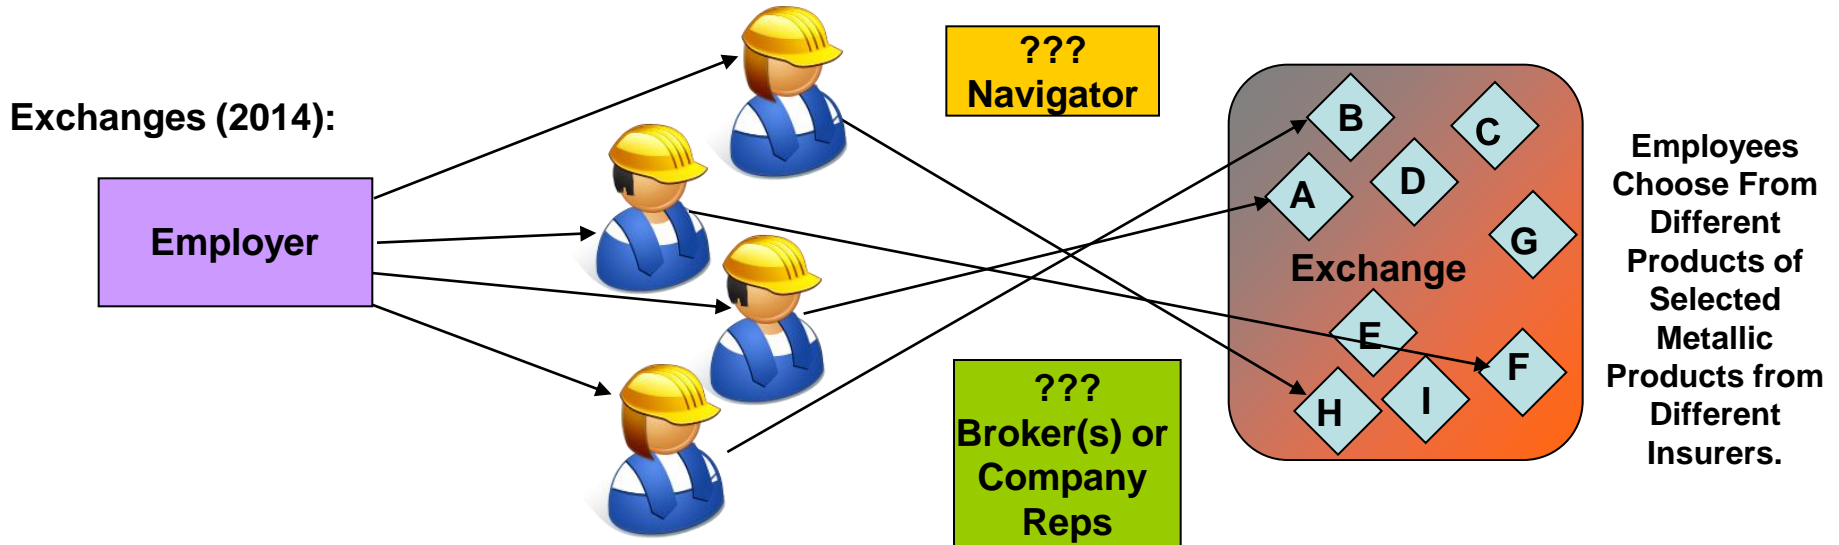 Exchanges (2014):
Employer
???
Navigator
???
Broker(s) or
Company
Reps
B
C
A
D
G
Exchange
E
F
H
I
Employees
Choose From
Different
Products of
Selected
Metallic
Products from
Different
Insurers.